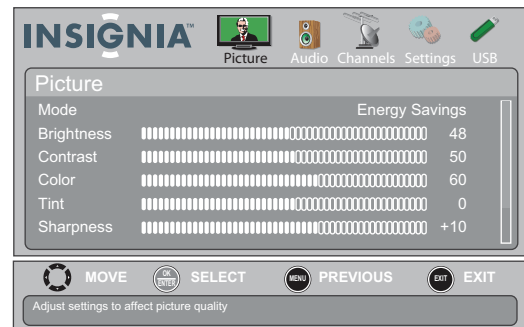 INSIGNIA™
Picture Audio Channels Settings USB
Picture
Mode Energy Savings
Brightness 48
Contrast 50
Color 60
Tint 0
Sharpness +10
MOVE OK ENTER SELECT MENU PREVIOUS EXIT EXIT
Adjust settings to affect picture quality